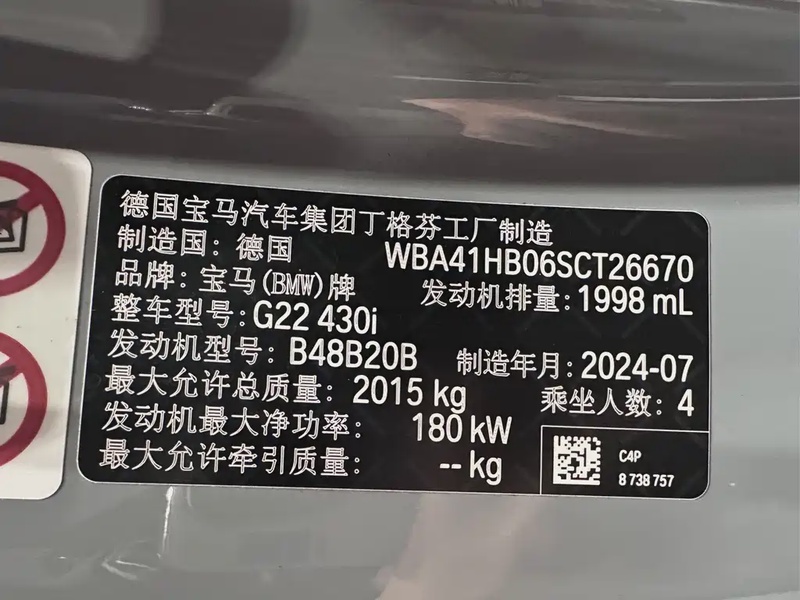 德国宝马汽车集团丁格芬工厂制造
制造国：德国 WBA41HB06SCT26670
品牌：宝马(BMW)牌 发动机排量：1998 mL
整车型号：G22 430i
发动机型号：B48B20B 制造年月：2024-07
最大允许总质量：2015 kg 乘坐人数：4
发动机最大净功率：180 kW
最大允许牵引质量：-- kg
C4P
8 738 757